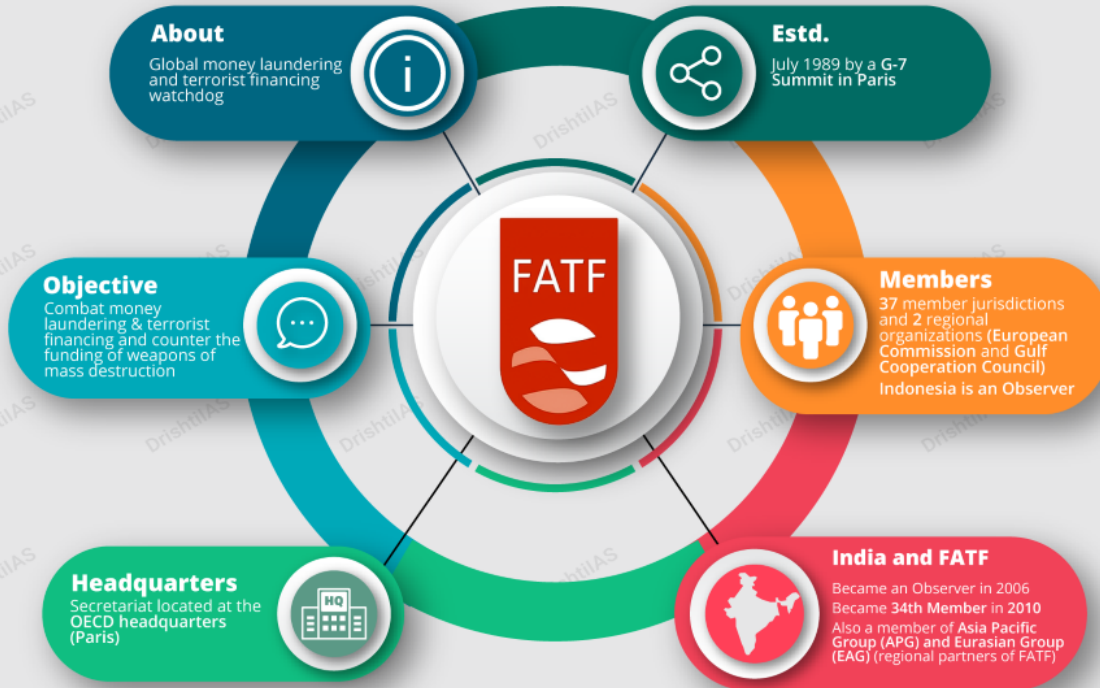 About
Global money laundering
and terrorist financing
watchdog
Estd.
July 1989 by a G-7
Summit in Paris
Objective
Combat money
laundering & terrorist
financing and counter the
funding of weapons of
mass destruction
FATF
Members
37 member jurisdictions
and 2 regional
organizations (European
Commission and Gulf
Cooperation Council)
Indonesia is an Observer
Headquarters
Secretariat located at the
OECD headquarters
(Paris)
HQ
India and FATF
Became an Observer in 2006
Became 34th Member in 2010
Also a member of Asia Pacific
Group (APG) and Eurasian Group
(EAG) (regional partners of FATF)
DrishtiIAS